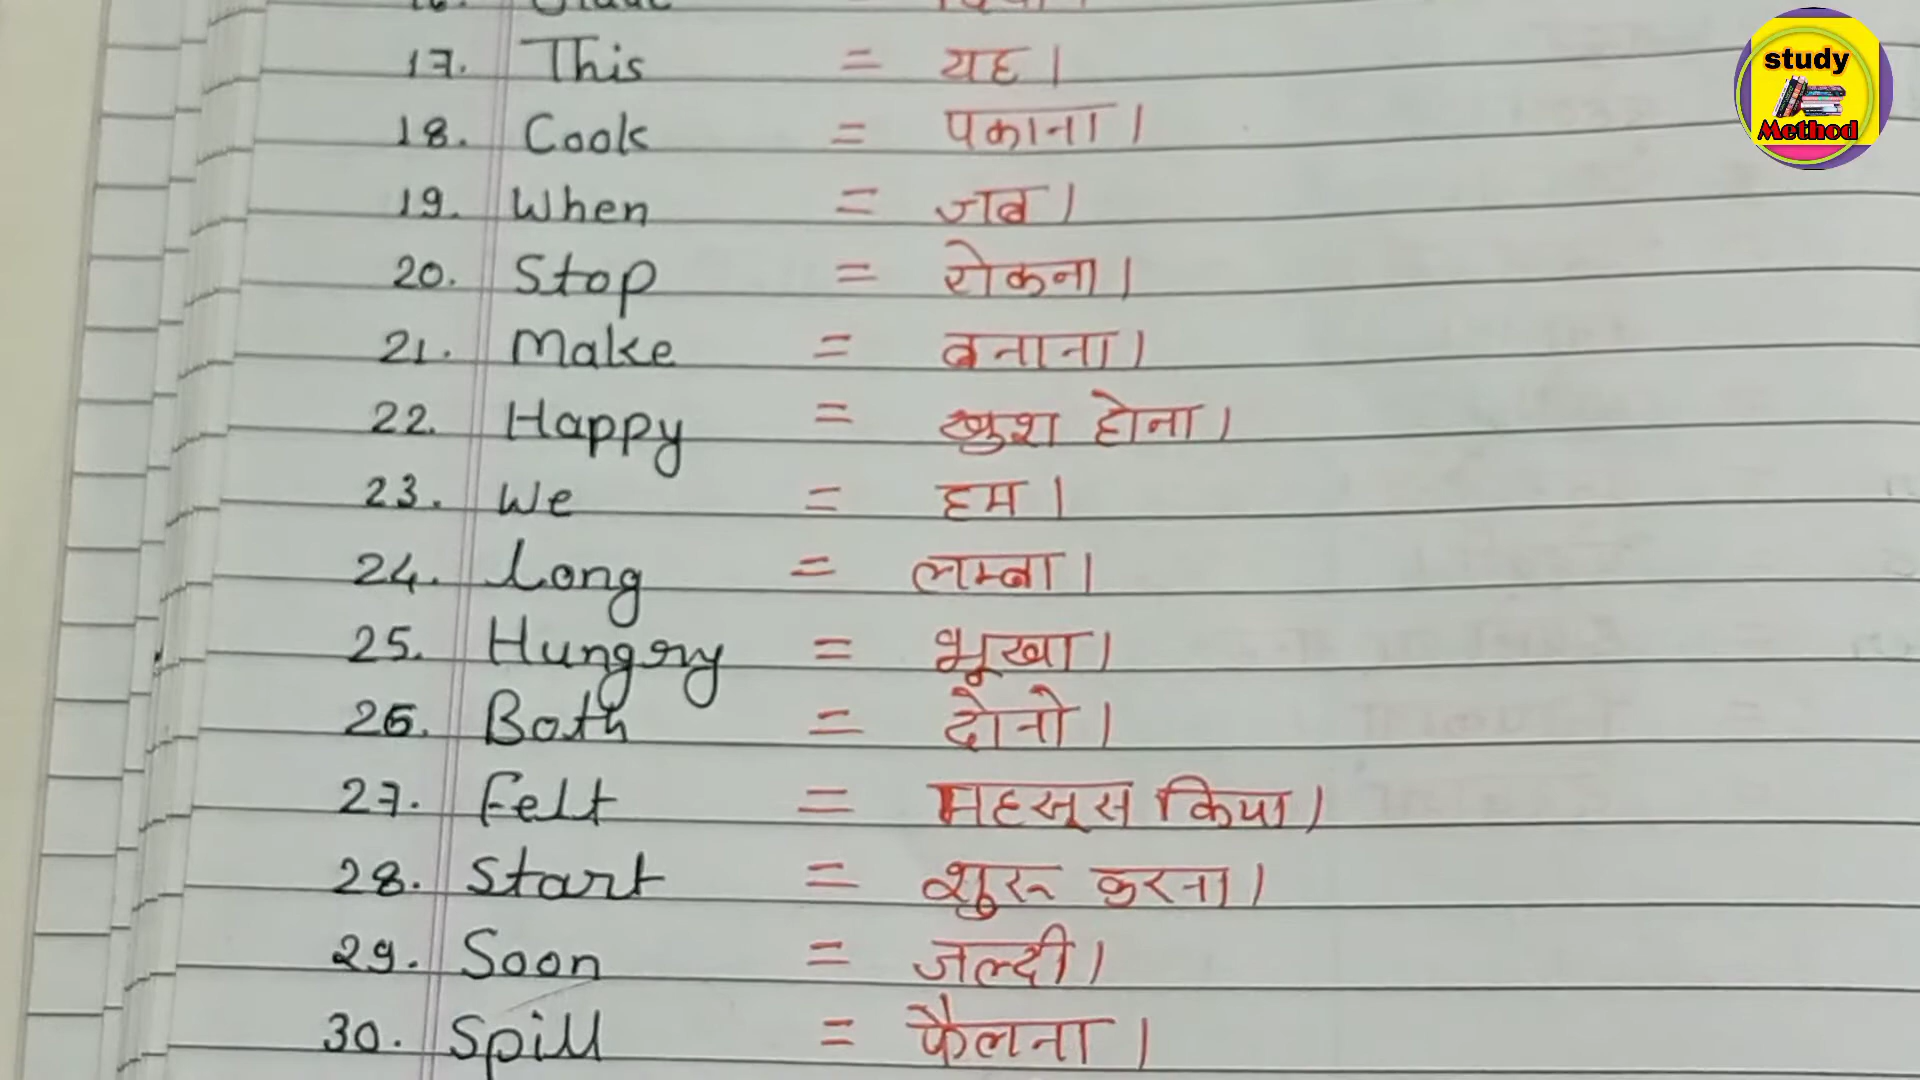 17. This = यह।
18. Cook = पकाना।
19. When = जब।
20. Stop = रोकना।
21. Make = बनाना।
22. Happy = खुश होना।
23. We = हम।
24. Long = लम्बा।
25. Hungry = भूखा।
26. Both = दोनो।
27. Felt = महसूस किया।
28. Start = शुरू करना।
29. Soon = जल्दी।
30. Spill = फैलना।
study
Method